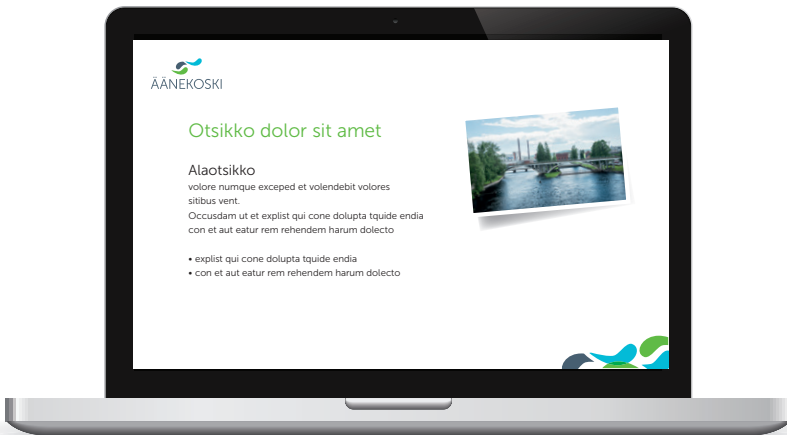 ÄÄNEKOSKI
Otsikko dolor sit amet
Alaotsikko
volore numque exceped et volendebit volores
sitibus vent.
Occusdam ut et explist qui cone dolupta tquide endia
con et aut eatur rem rehendem harum dolecto
• explist qui cone dolupta tquide endia
• con et aut eatur rem rehendem harum dolecto